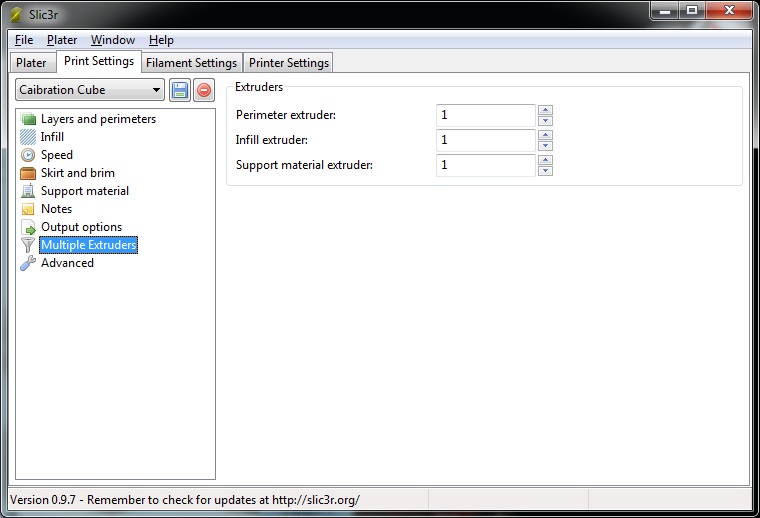 Slic3r
File Plater Window Help
Plater Print Settings Filament Settings Printer Settings
Caibration Cube
Layers and perimeters
Infill
Speed
Skirt and brim
Support material
Notes
Output options
Multiple Extruders
Advanced
Extruders
Perimeter extruder: 1
Infill extruder: 1
Support material extruder: 1
Version 0.9.7 - Remember to check for updates at http://slic3r.org/